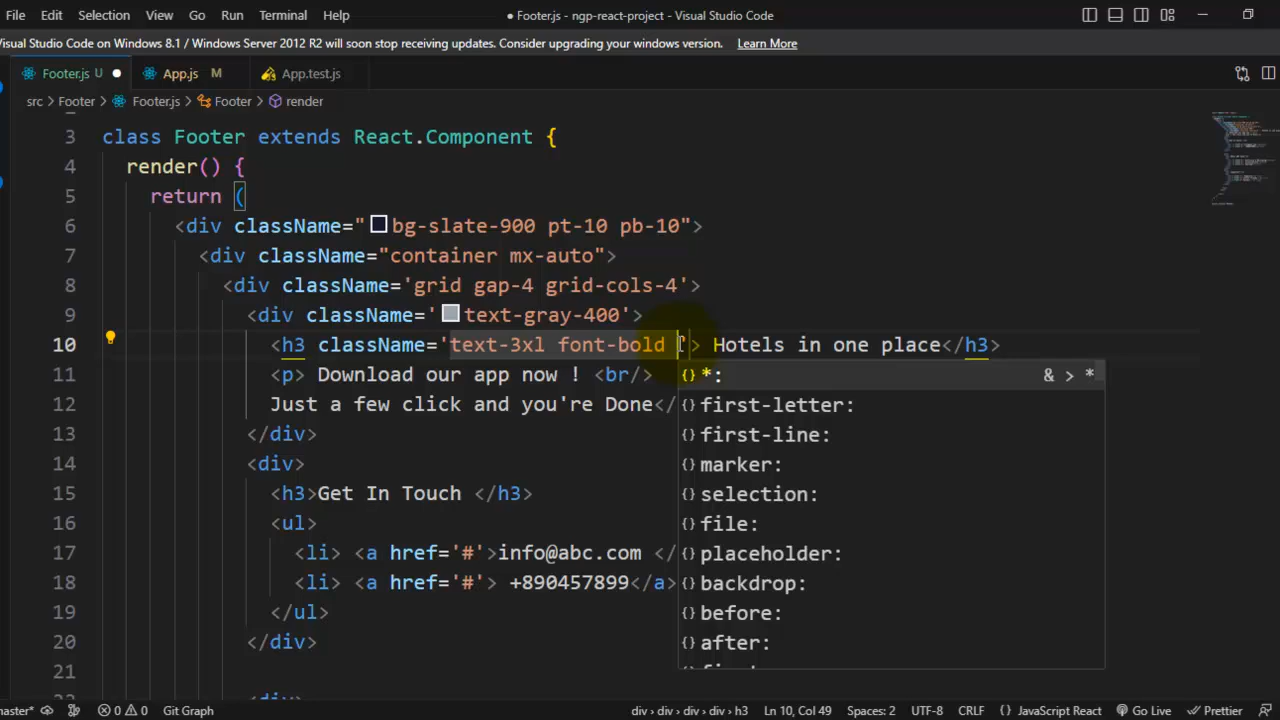 File Edit Selection View Go Run Terminal Help ● Footer.js - ngp-react-project - Visual Studio Code
Visual Studio Code on Windows 8.1 / Windows Server 2012 R2 will soon stop receiving updates. Consider upgrading your windows version. Learn More
Footer.js U ● App.js M App.test.js
src > Footer > Footer.js > Footer > render
3 class Footer extends React.Component {
4 render() {
5 return (
6 <div className="bg-slate-900 pt-10 pb-10">
7 <div className="container mx-auto">
8 <div className='grid gap-4 grid-cols-4'>
9 <div className='text-gray-400'>
10 <h3 className='text-3xl font-bold '> Hotels in one place</h3>
11 <p> Download our app now ! <br/>
12 Just a few click and you're Done</
13 </div>
14 <div>
15 <h3>Get In Touch </h3>
16 <ul>
17 <li> <a href='#'>info@abc.com </
18 <li> <a href='#'> +890457899</a>
19 </ul>
20 </div>
21
{} *: & > *
{} first-letter:
{} first-line:
{} marker:
{} selection:
{} file:
{} placeholder:
{} backdrop:
{} before:
{} after:
master* 0 0 Git Graph div > div > div > div > h3 Ln 10, Col 49 Spaces: 2 UTF-8 CRLF {} JavaScript React Go Live Prettier